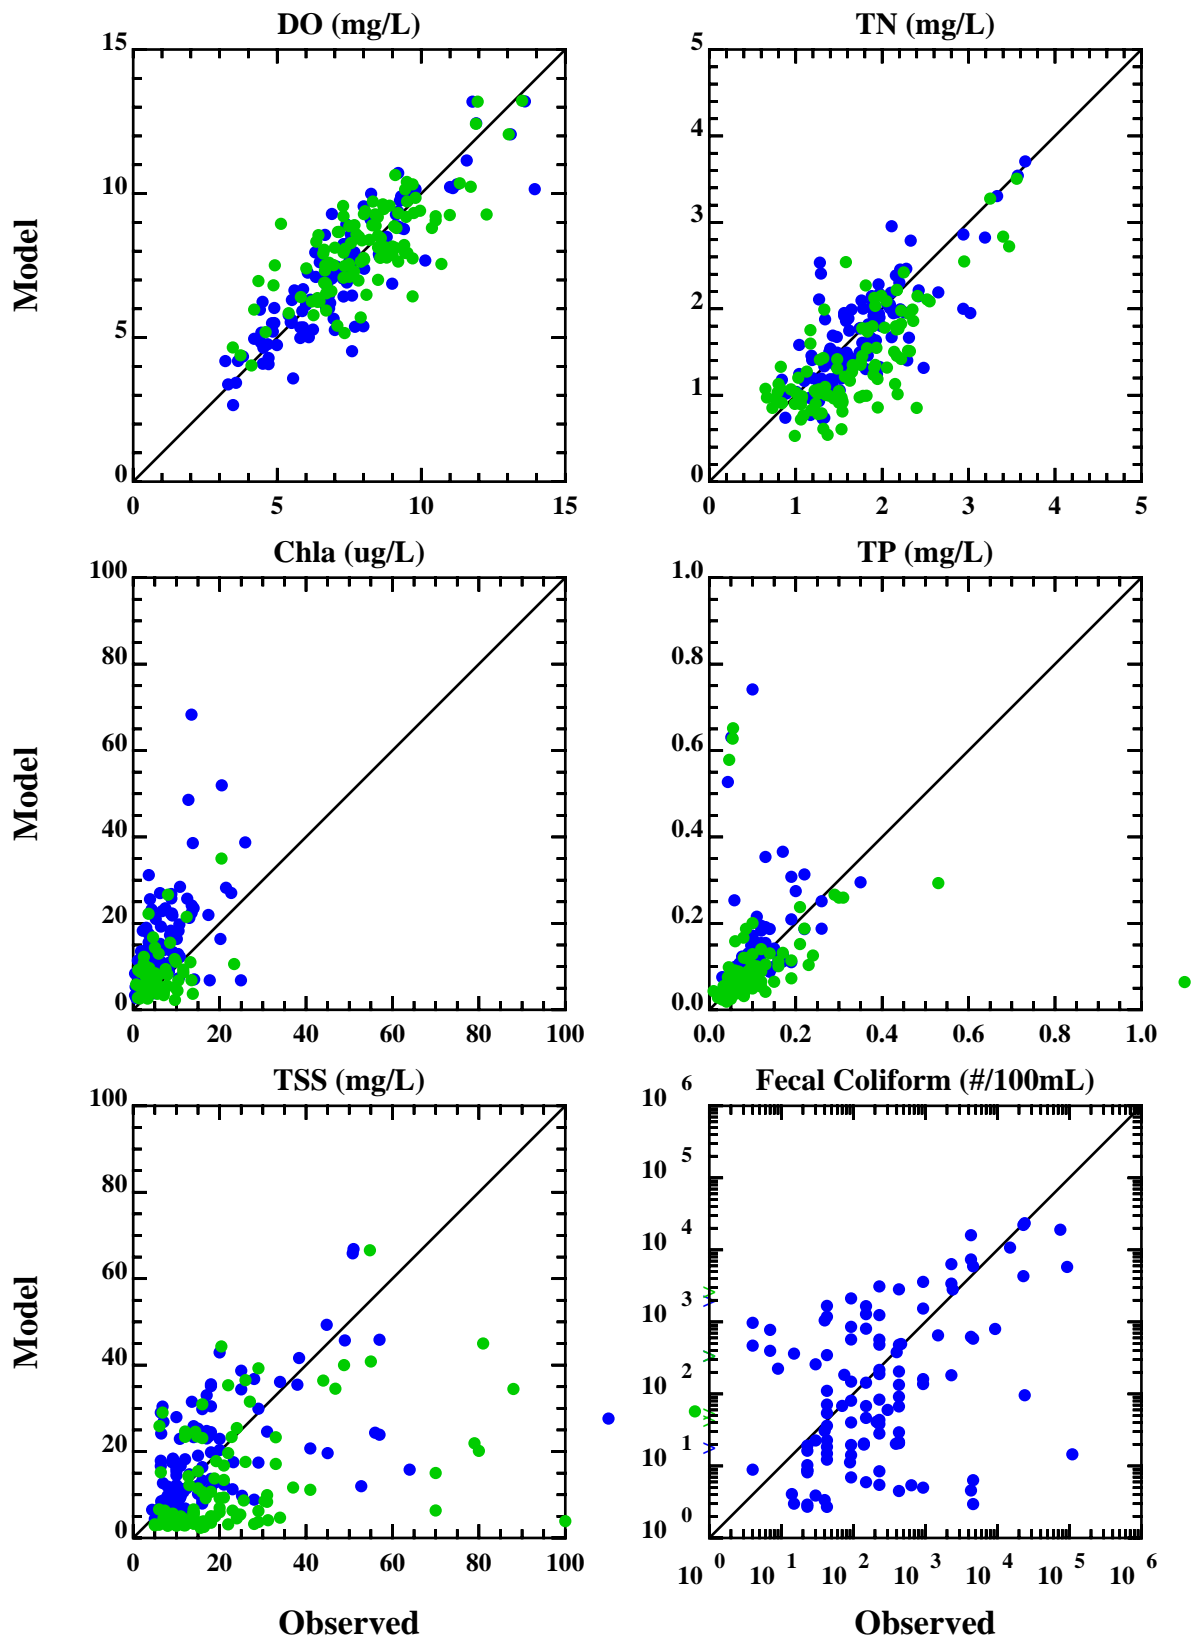 DO (mg/L)
TN (mg/L)
15
10
5
0
0 5 10 15
Model
5
4
3
2
1
0
0 1 2 3 4 5
Chla (ug/L)
TP (mg/L)
100
80
60
40
20
0
0 20 40 60 80 100
Model
1.0
0.8
0.6
0.4
0.2
0.0
0.0 0.2 0.4 0.6 0.8 1.0
TSS (mg/L)
Fecal Coliform (#/100mL)
100
80
60
40
20
0
0 20 40 60 80 100
Model
10 6
10 5
10 4
10 3
10 2
10 1
10 0
10 0 10 1 10 2 10 3 10 4 10 5 10 6
Observed
Observed